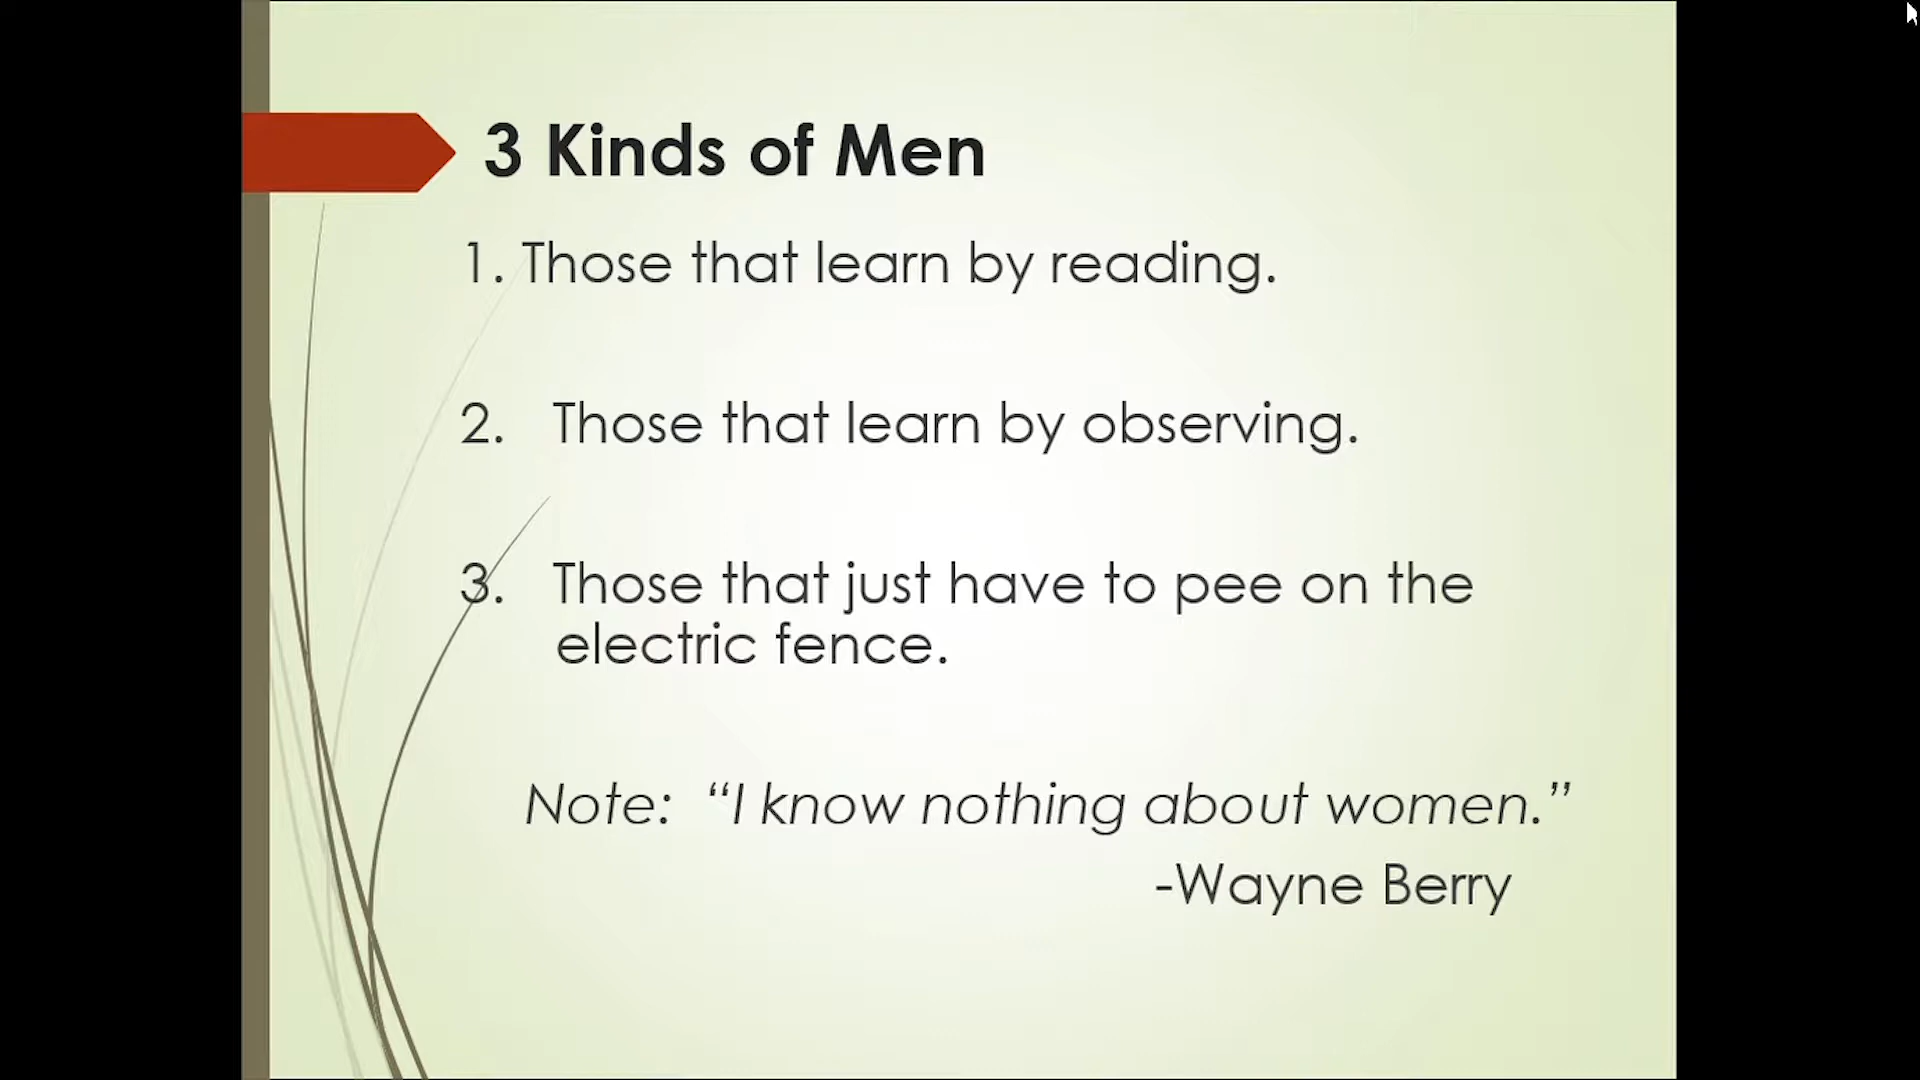 3 Kinds of Men
1. Those that learn by reading.
2. Those that learn by observing.
3. Those that just have to pee on the
electric fence.
Note: “I know nothing about women.”
-Wayne Berry